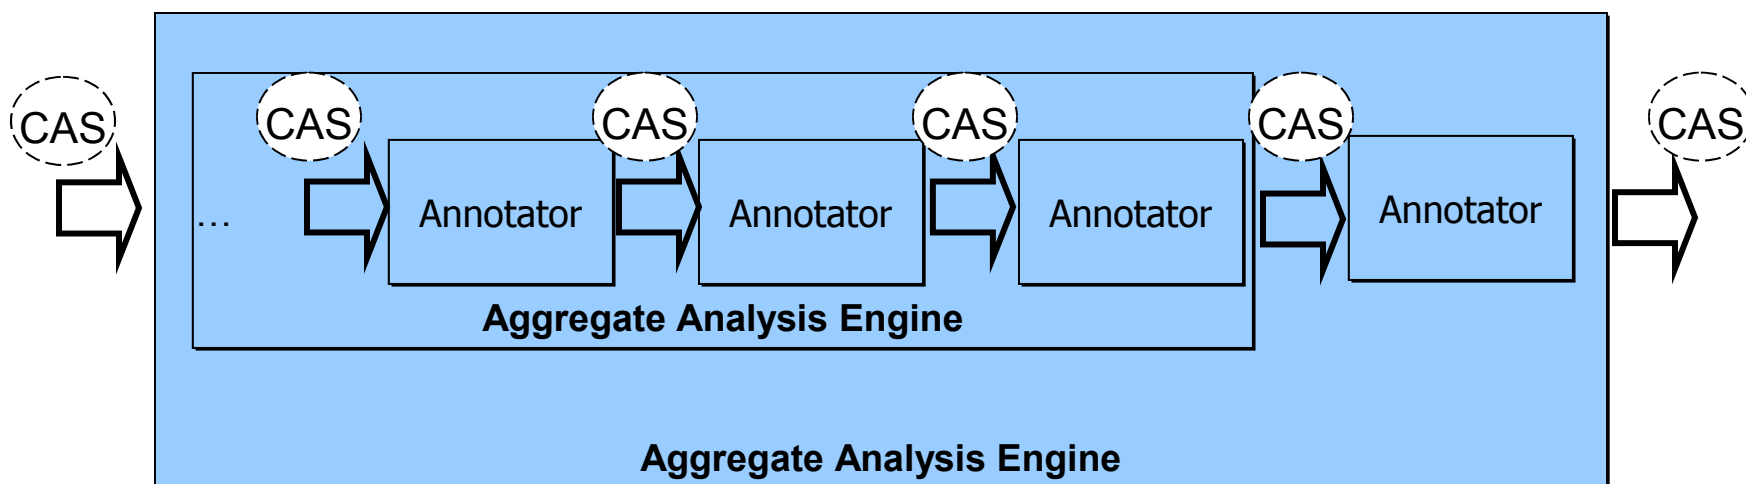 CAS
CAS
CAS
CAS
CAS
CAS
...
Annotator
Annotator
Annotator
Annotator
Aggregate Analysis Engine
Aggregate Analysis Engine